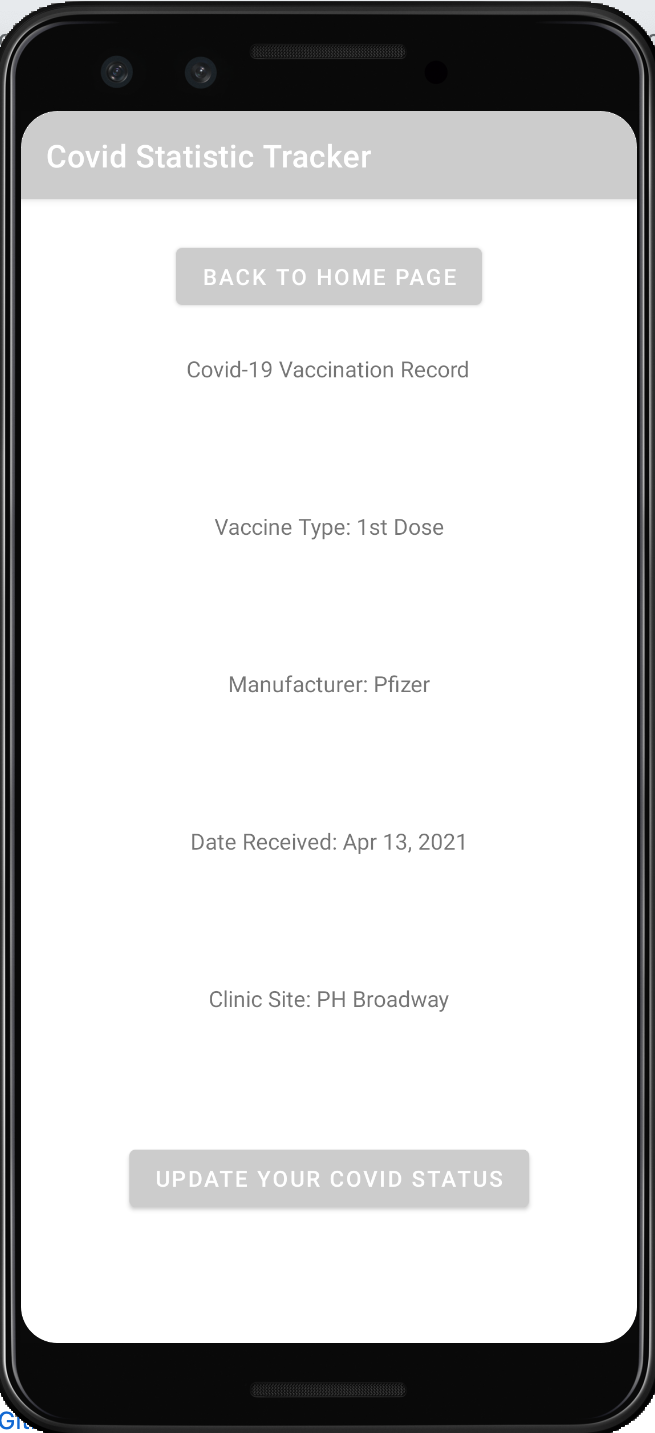 Covid Statistic Tracker
BACK TO HOME PAGE
Covid-19 Vaccination Record
Vaccine Type: 1st Dose
Manufacturer: Pfizer
Date Received: Apr 13, 2021
Clinic Site: PH Broadway
UPDATE YOUR COVID STATUS